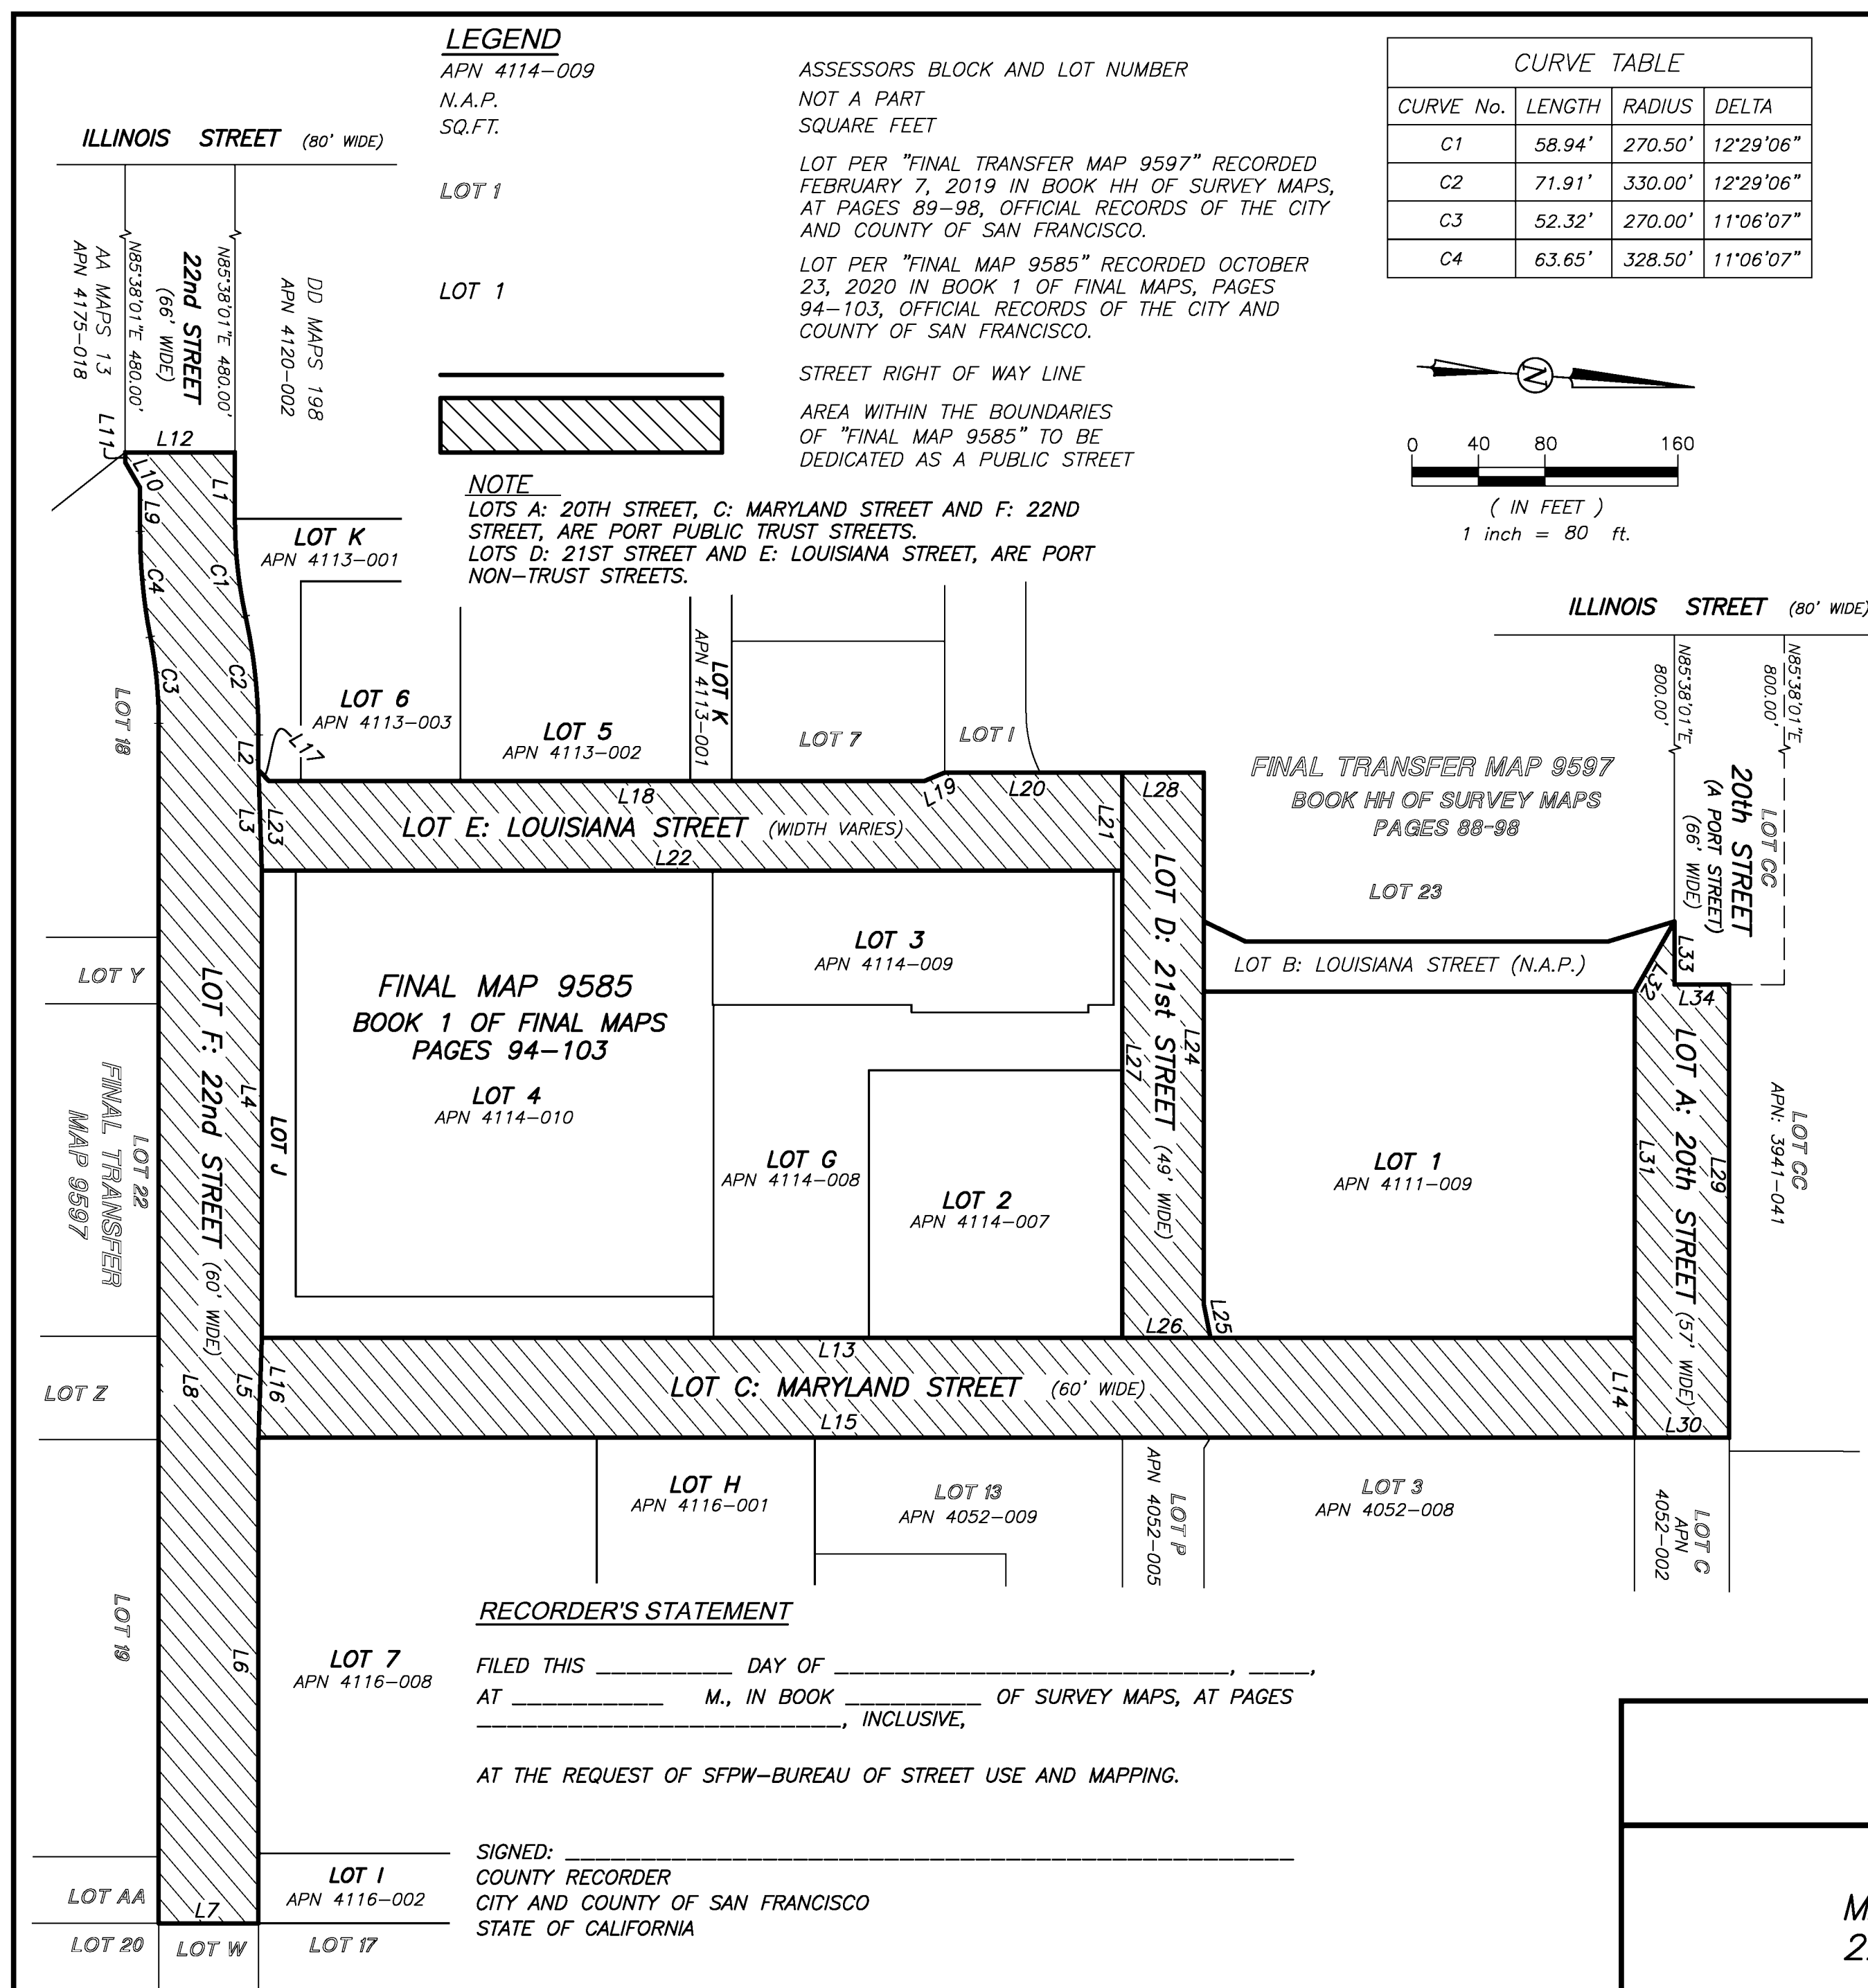 LEGEND
APN 4114-009
ASSESSORS BLOCK AND LOT NUMBER
N.A.P.
NOT A PART
SQ.FT.
SQUARE FEET
LOT 1
LOT PER "FINAL TRANSFER MAP 9597" RECORDED
FEBRUARY 7, 2019 IN BOOK HH OF SURVEY MAPS,
AT PAGES 89-98, OFFICIAL RECORDS OF THE CITY
AND COUNTY OF SAN FRANCISCO.
LOT 1
LOT PER "FINAL MAP 9585" RECORDED OCTOBER
23, 2020 IN BOOK 1 OF FINAL MAPS, PAGES
94-103, OFFICIAL RECORDS OF THE CITY AND
COUNTY OF SAN FRANCISCO.
STREET RIGHT OF WAY LINE
AREA WITHIN THE BOUNDARIES
OF "FINAL MAP 9585" TO BE
DEDICATED AS A PUBLIC STREET
NOTE
LOTS A: 20TH STREET, C: MARYLAND STREET AND F: 22ND
STREET, ARE PORT PUBLIC TRUST STREETS.
LOTS D: 21ST STREET AND E: LOUISIANA STREET, ARE PORT
NON-TRUST STREETS.
CURVE TABLE
CURVE No. LENGTH RADIUS DELTA
C1 58.94' 270.50' 12°29'06"
C2 71.91' 330.00' 12°29'06"
C3 52.32' 270.00' 11°06'07"
C4 63.65' 328.50' 11°06'07"
N
0 40 80 160
( IN FEET )
1 inch = 80 ft.
ILLINOIS STREET (80' WIDE)
AA MAPS 13
APN 4175-018
N85°38'01"E 480.00'
22nd STREET
(66' WIDE)
N85°38'01"E 480.00'
DD MAPS 198
APN 4120-002
L11
L12
L10
L1
L9
C4
C1
C3
C2
L2
L17
L3
L23
LOT K
APN 4113-001
LOT 6
APN 4113-003
LOT 5
APN 4113-002
LOT K
APN 4113-001
LOT 7
LOT I
LOT 18
L18
L19
L20
L21
L28
LOT E: LOUISIANA STREET (WIDTH VARIES)
L22
ILLINOIS STREET (80' WIDE)
N85°38'01"E
800.00'
N85°38'01"E
800.00'
20th STREET
(A PORT STREET)
(66' WIDE)
LOT CC
FINAL TRANSFER MAP 9597
BOOK HH OF SURVEY MAPS
PAGES 88-98
LOT 23
LOT B: LOUISIANA STREET (N.A.P.)
L33
L32
L34
LOT 3
APN 4114-009
FINAL MAP 9585
BOOK 1 OF FINAL MAPS
PAGES 94-103
LOT 4
APN 4114-010
LOT G
APN 4114-008
LOT 2
APN 4114-007
LOT D: 21st STREET (49' WIDE)
L27
L24
L25
L26
LOT 1
APN 4111-009
L31
LOT A: 20th STREET (57' WIDE)
L29
LOT CC
APN: 3941-041
LOT Y
LOT F: 22nd STREET (60' WIDE)
L4
LOT J
LOT 22
FINAL TRANSFER
MAP 9597
LOT Z
L8
L5
L16
L13
LOT C: MARYLAND STREET (60' WIDE)
L15
L14
L30
LOT H
APN 4116-001
LOT 13
APN 4052-009
LOT P
APN 4052-005
LOT 3
APN 4052-008
LOT C
APN
4052-002
LOT 19
L6
LOT 7
APN 4116-008
LOT AA
L7
LOT I
APN 4116-002
LOT 20
LOT W
LOT 17
RECORDER'S STATEMENT
FILED THIS _________ DAY OF __________________________, ____,
AT __________ M., IN BOOK _________ OF SURVEY MAPS, AT PAGES
________________________, INCLUSIVE,
AT THE REQUEST OF SFPW-BUREAU OF STREET USE AND MAPPING.
SIGNED: ________________________________________________
COUNTY RECORDER
CITY AND COUNTY OF SAN FRANCISCO
STATE OF CALIFORNIA